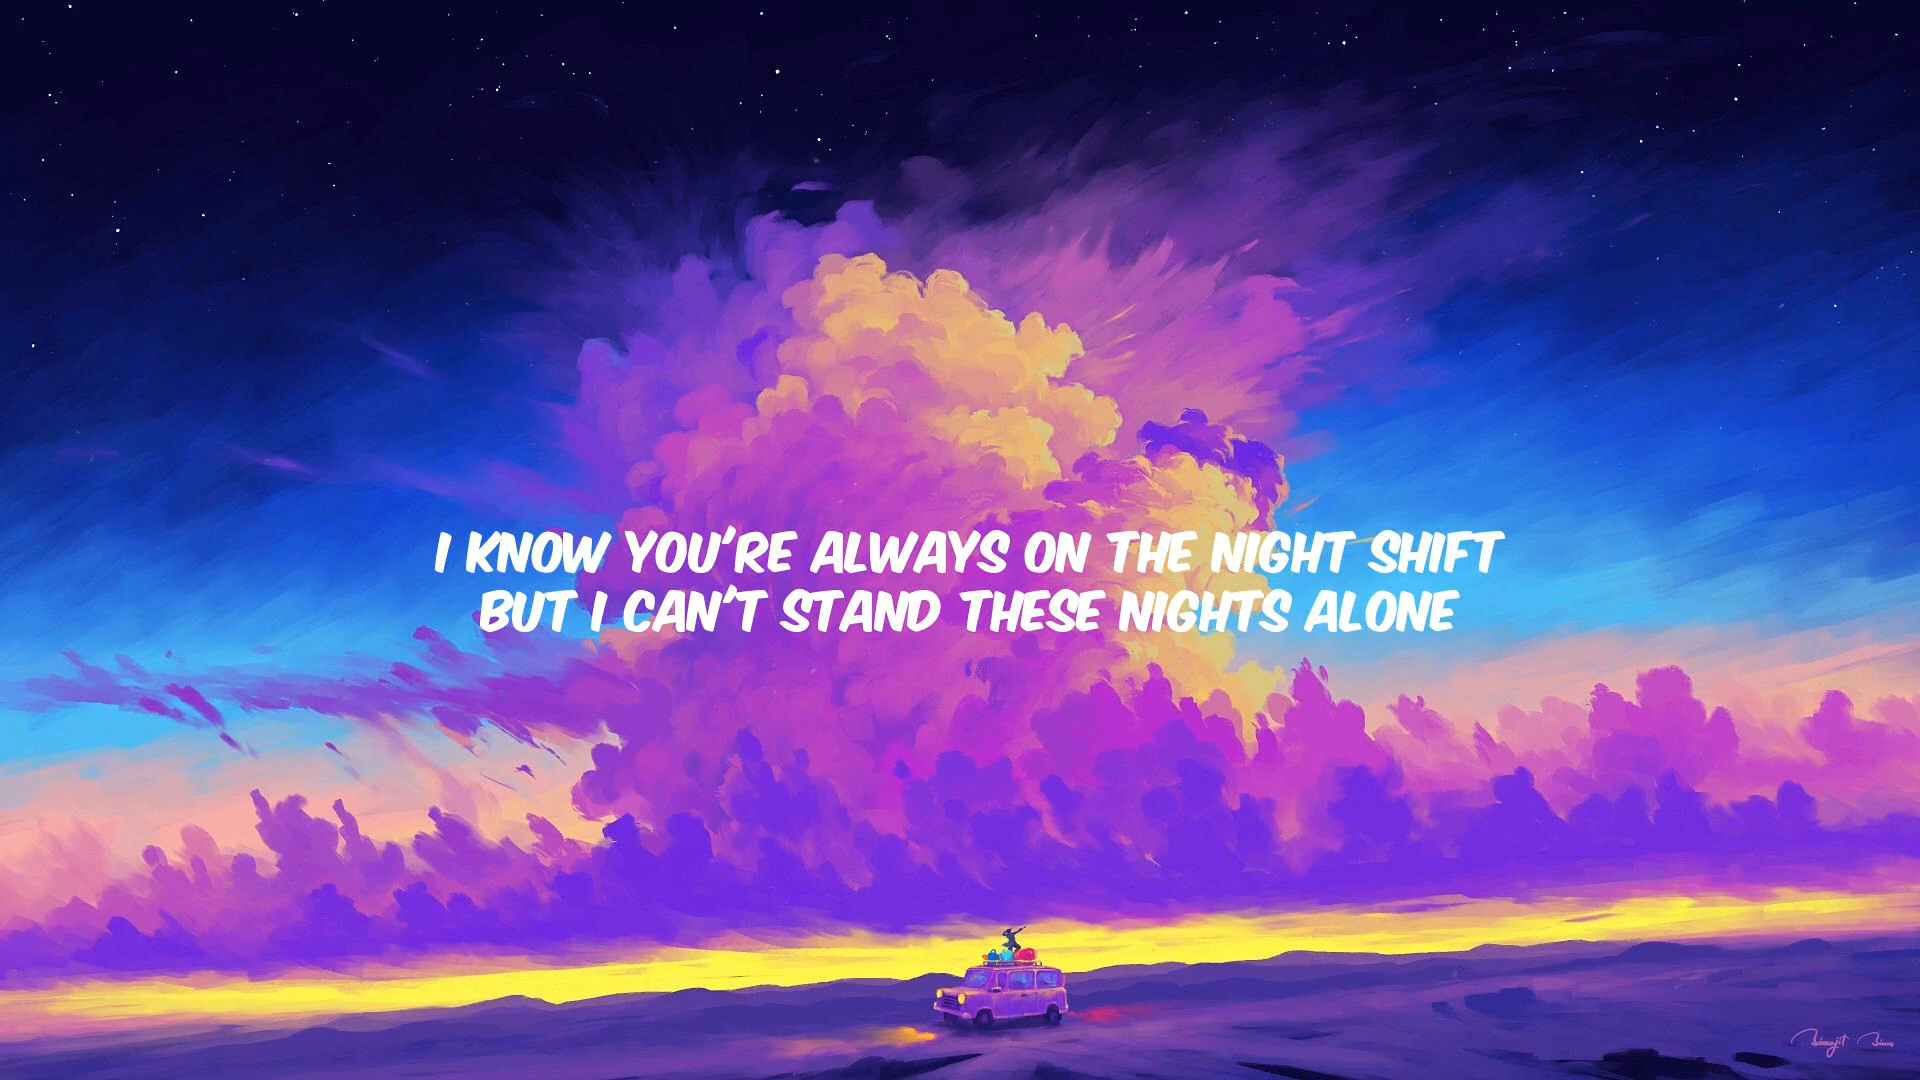 I KNOW YOU'RE ALWAYS ON THE NIGHT SHIFT
BUT I CAN'T STAND THESE NIGHTS ALONE